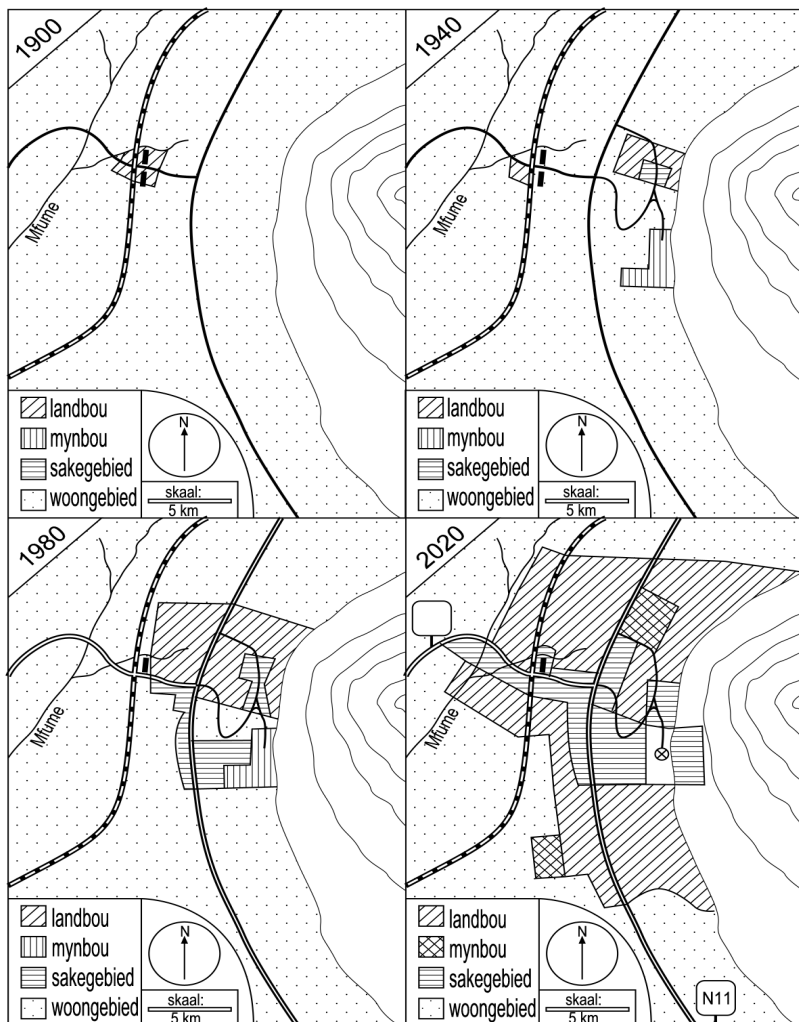 1900
Mfume
landbou
mynbou
sakegebied
woongebied
N
skaal:
5 km
1940
Mfume
landbou
mynbou
sakegebied
woongebied
N
skaal:
5 km
1980
Mfume
landbou
mynbou
sakegebied
woongebied
N
skaal:
5 km
2020
Mfume
landbou
mynbou
sakegebied
woongebied
N
skaal:
5 km
N11